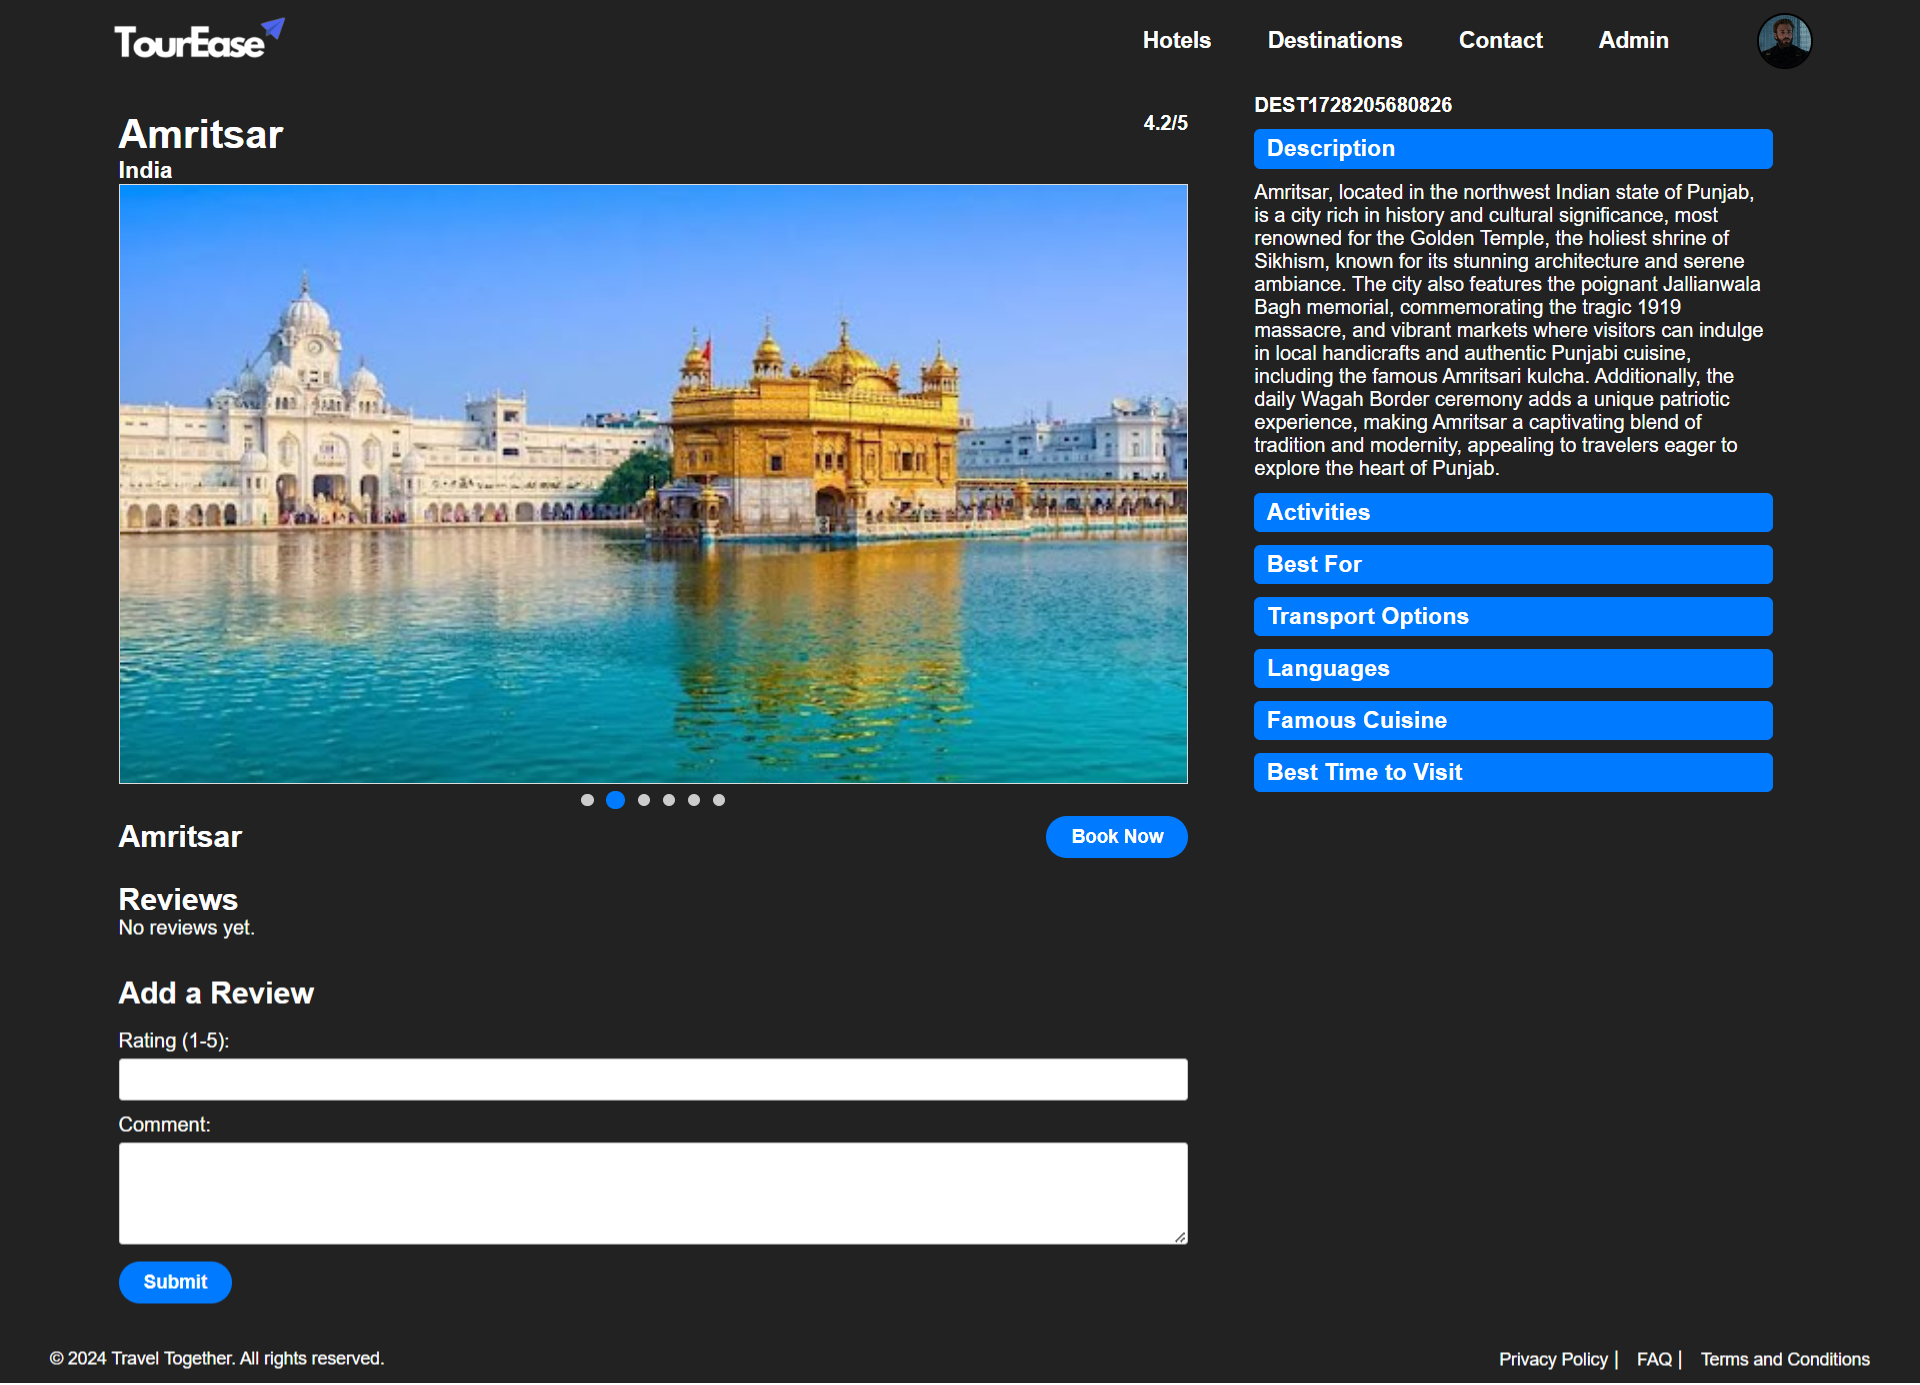 TourEase
Hotels
Destinations
Contact
Admin
Amritsar
4.2/5
India
Amritsar
Book Now
Reviews
No reviews yet.
Add a Review
Rating (1-5):
Comment:
Submit
DEST1728205680826
Description
Amritsar, located in the northwest Indian state of Punjab,
is a city rich in history and cultural significance, most
renowned for the Golden Temple, the holiest shrine of
Sikhism, known for its stunning architecture and serene
ambiance. The city also features the poignant Jallianwala
Bagh memorial, commemorating the tragic 1919
massacre, and vibrant markets where visitors can indulge
in local handicrafts and authentic Punjabi cuisine,
including the famous Amritsari kulcha. Additionally, the
daily Wagah Border ceremony adds a unique patriotic
experience, making Amritsar a captivating blend of
tradition and modernity, appealing to travelers eager to
explore the heart of Punjab.
Activities
Best For
Transport Options
Languages
Famous Cuisine
Best Time to Visit
© 2024 Travel Together. All rights reserved.
Privacy Policy | FAQ | Terms and Conditions